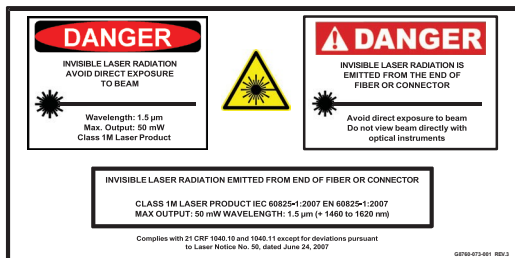 DANGER
INVISIBLE LASER RADIATION
AVOID DIRECT EXPOSURE
TO BEAM
Wavelength: 1.5 µm
Max. Output: 50 mW
Class 1M Laser Product
DANGER
INVISIBLE LASER RADIATION IS
EMITTED FROM THE END OF
FIBER OR CONNECTOR
Avoid direct exposure to beam
Do not view beam directly with
optical instruments
INVISIBLE LASER RADIATION EMITTED FROM END OF FIBER OR CONNECTOR
CLASS 1M LASER PRODUCT IEC 60825-1:2007 EN 60825-1:2007
MAX OUTPUT: 50 mW WAVELENGTH: 1.5 µm (+ 1460 to 1620 nm)
Complies with 21 CRF 1040.10 and 1040.11 except for deviations pursuant
to Laser Notice No. 50, dated June 24, 2007
G8760-873-001 REV.3